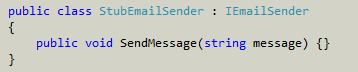 public class StubEmailSender : IEmailSender
{
    public void SendMessage(string message) {}
}